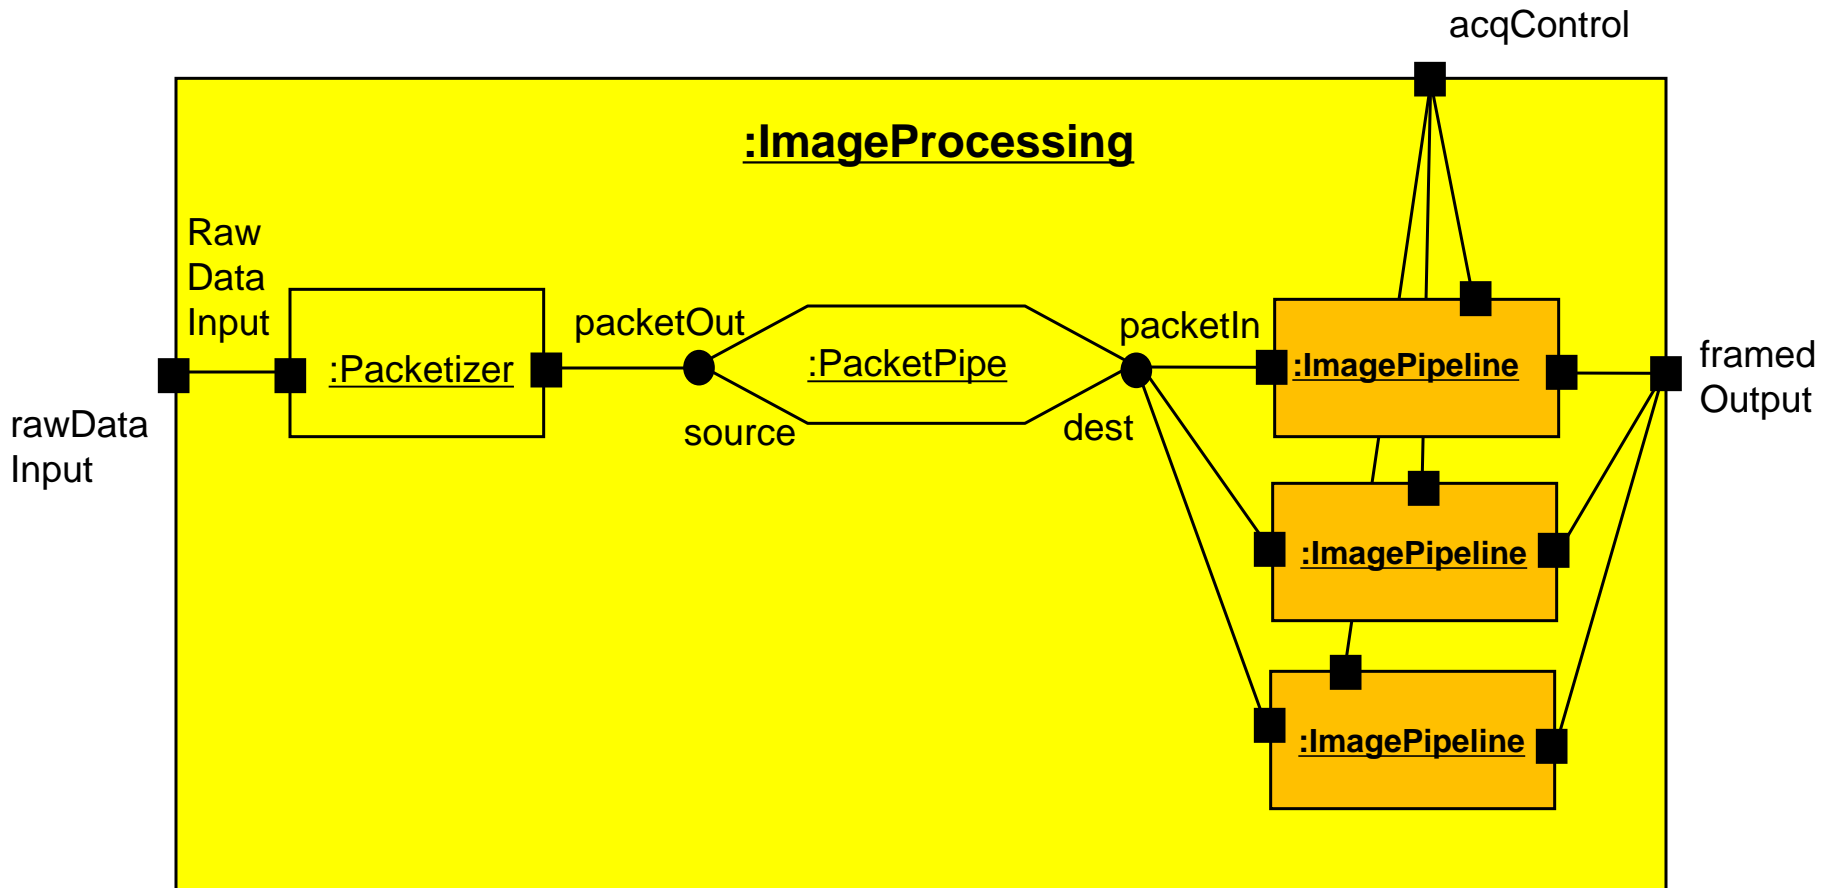 acqControl
:ImageProcessing
Raw
Data
Input
packetOut
packetIn
:Packetizer
:PacketPipe
:ImagePipeline
framed
Output
rawData
Input
source
dest
:ImagePipeline
:ImagePipeline